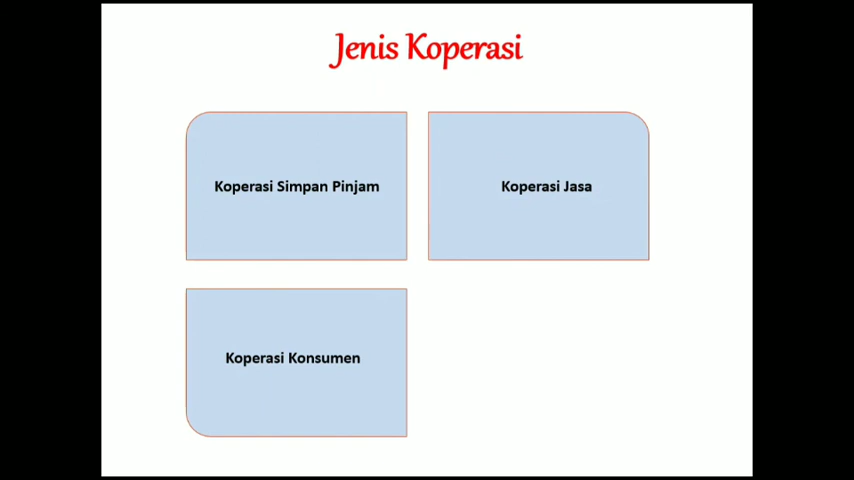 Jenis Koperasi
Koperasi Simpan Pinjam
Koperasi Jasa
Koperasi Konsumen